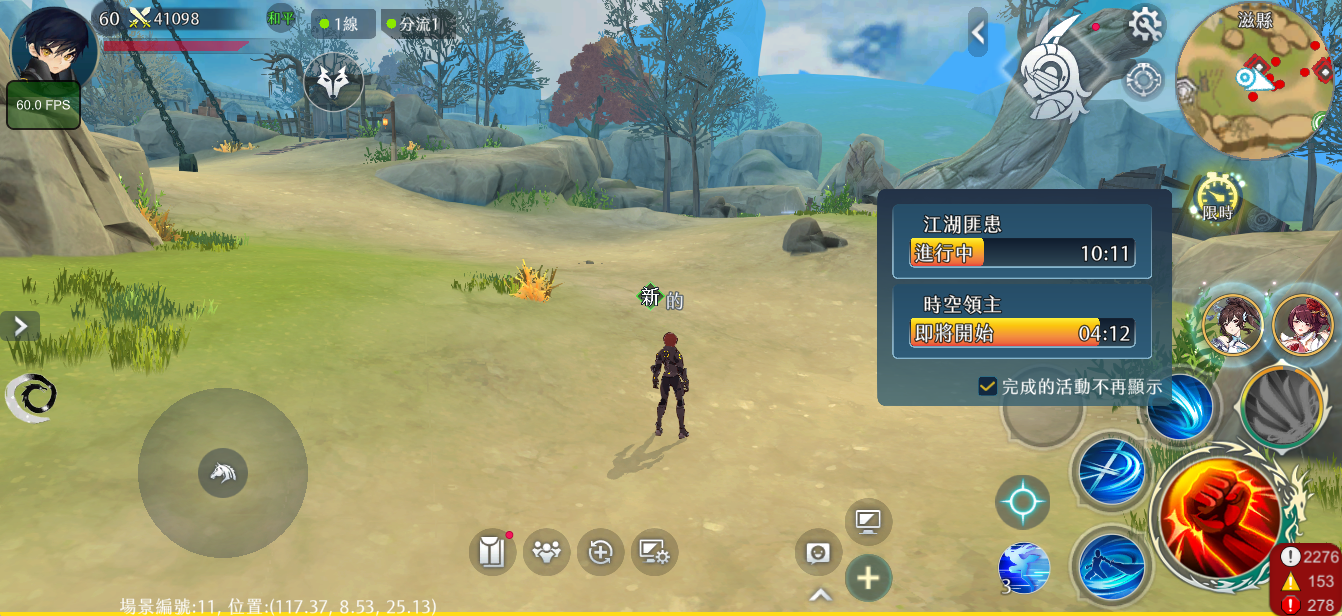 60 41098
和平
1線
分流1
滋縣
60.0 FPS
限時
江湖匪患
進行中 10:11
時空領主
即將開始 04:12
完成的活動不再顯示
新 的
3
2276
153
278
場景編號:11, 位置:(117.37, 8.53, 25.13)